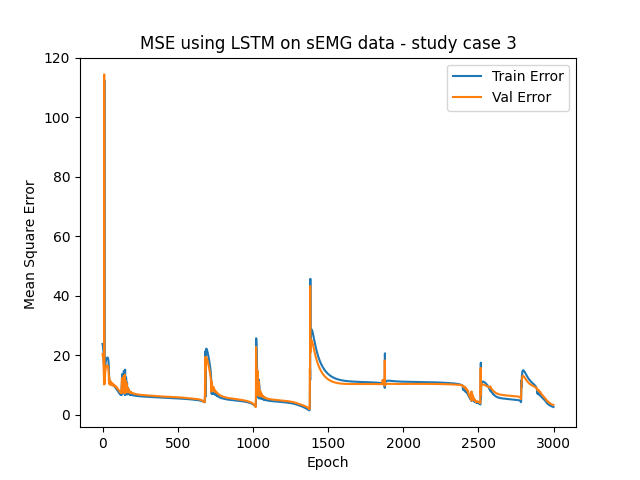 MSE using LSTM on sEMG data - study case 3
Train Error
Val Error
Mean Square Error
120
100
80
60
40
20
0
0 500 1000 1500 2000 2500 3000
Epoch